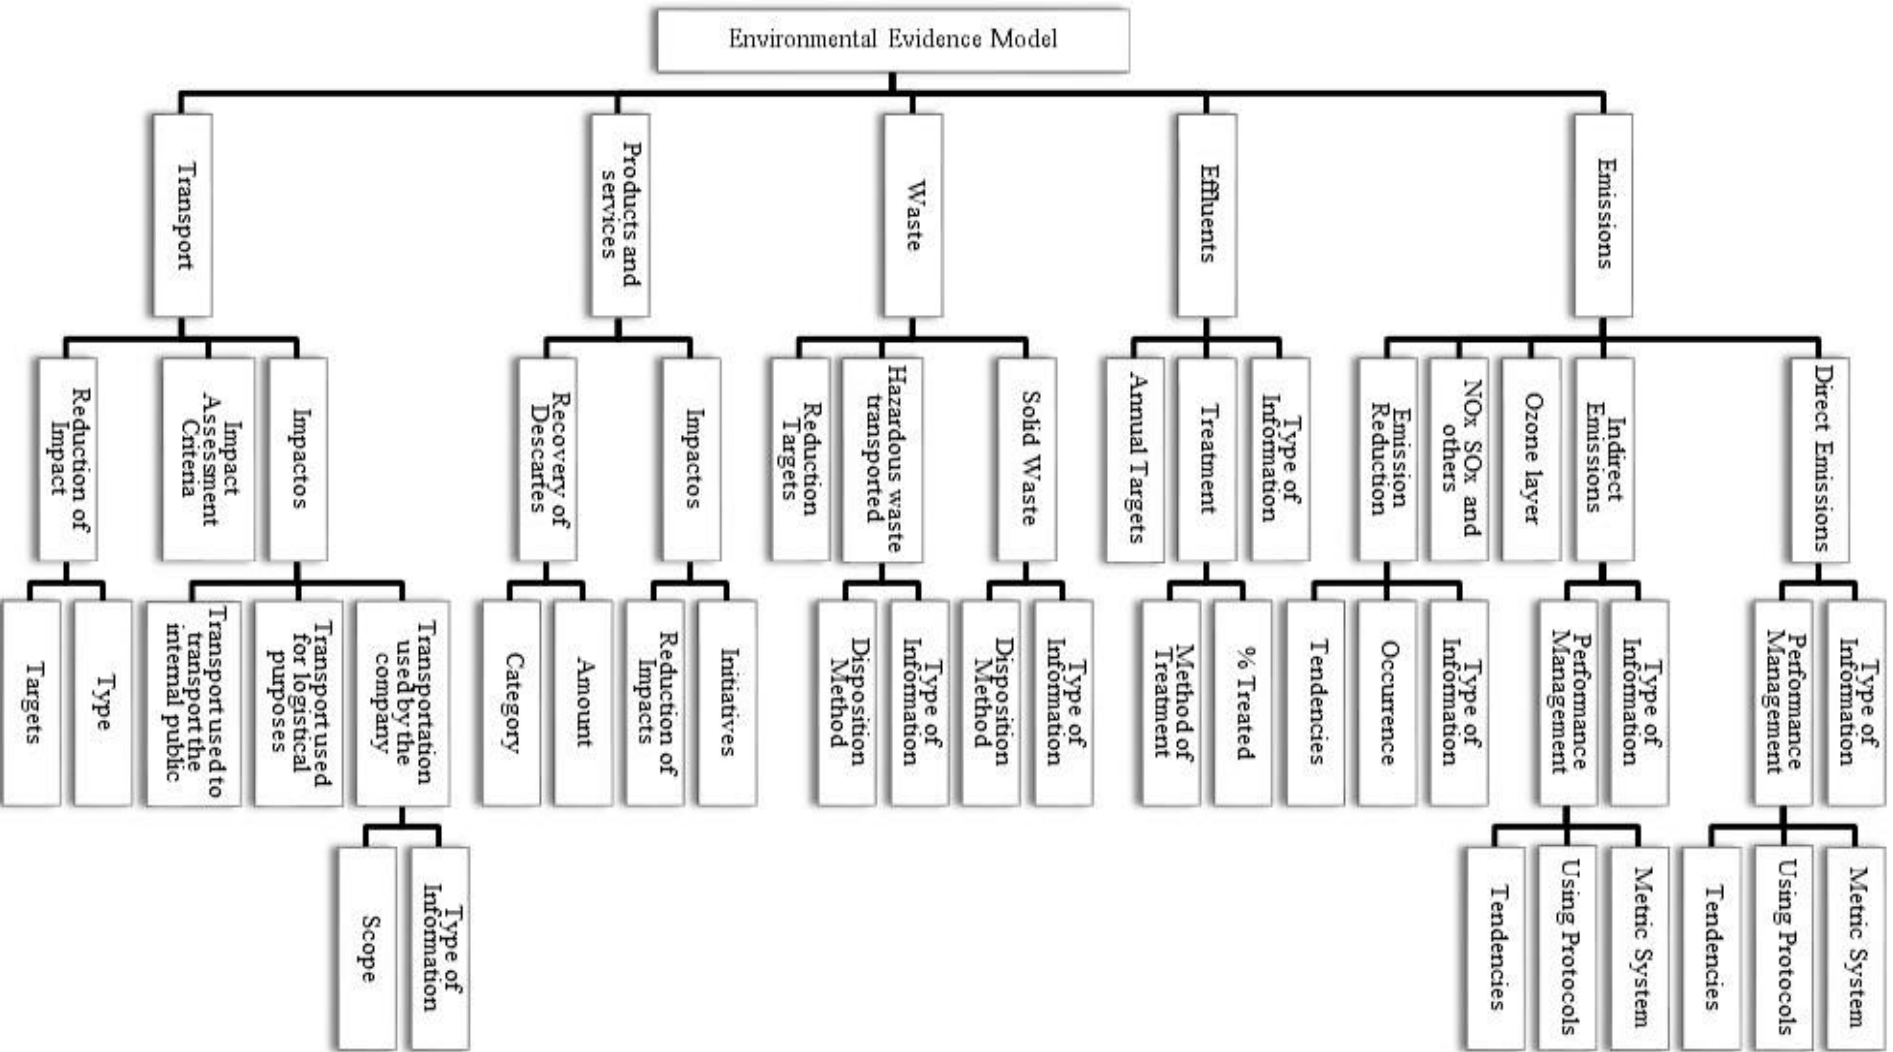 Environmental Evidence Model
Transport
Products and
services
Waste
Effluents
Emissions
Reduction of
Impact
Impact
Assessment
Criteria
Impactos
Recovery of
Descartes
Impactos
Reduction
Targets
Hazardous waste
transported
Solid Waste
Annual Targets
Treatment
Type of
Information
Emission
Reduction
NOx SOx and
others
Ozone layer
Indirect
Emissions
Direct Emissions
Targets
Type
Transport used to
transport the
internal public
Transport used
for logistical
purposes
Transportation
used by the
company
Category
Amount
Reduction of
Impacts
Initiatives
Disposition
Method
Type of
Information
Disposition
Method
Type of
Information
Method of
Treatment
% Treated
Tendencies
Occurrence
Type of
Information
Performance
Management
Type of
Information
Performance
Management
Type of
Information
Scope
Type of
Information
Tendencies
Using Protocols
Metric System
Tendencies
Using Protocols
Metric System